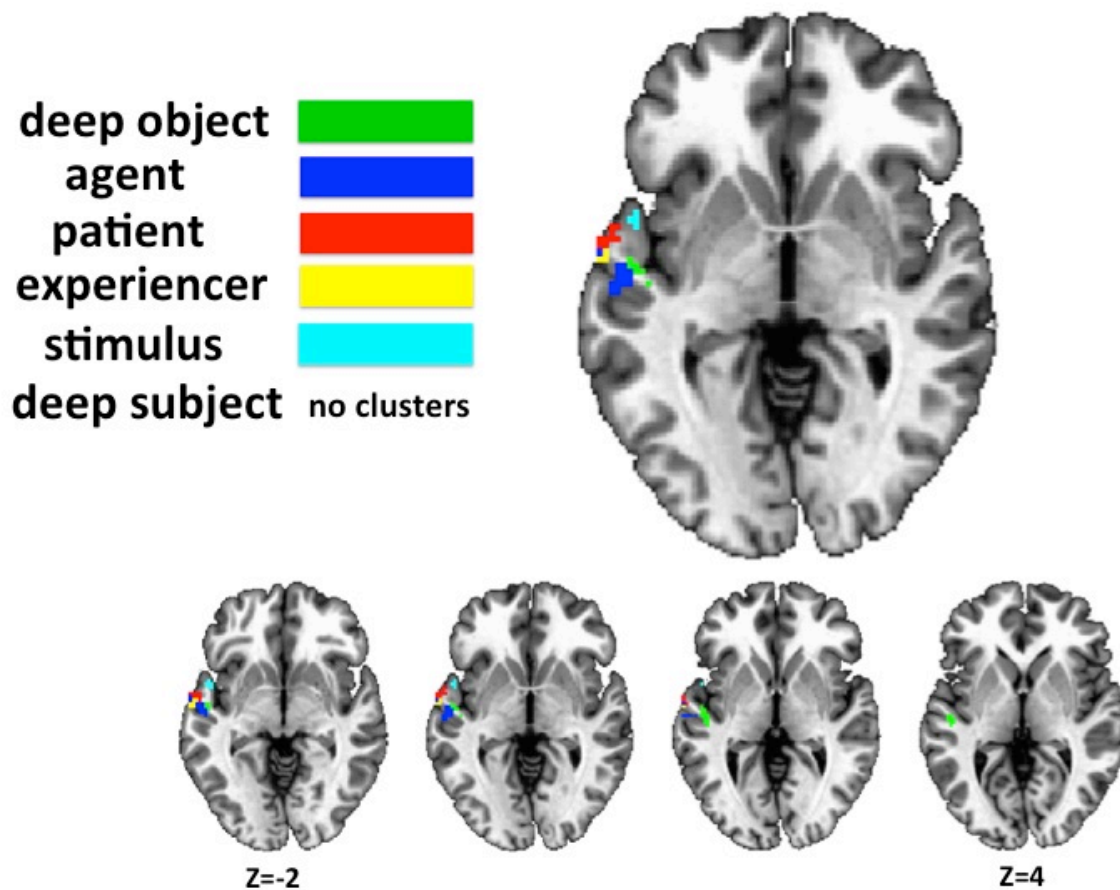 deep object
agent
patient
experiencer
stimulus
deep subject no clusters
Z=-2
Z=4